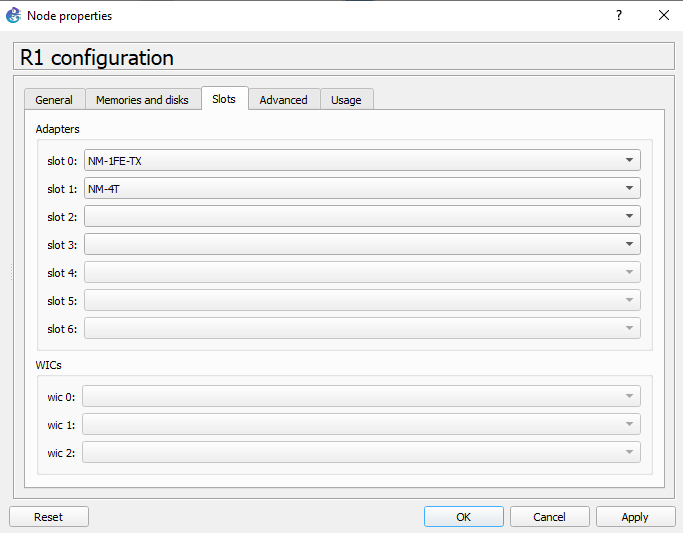 Node properties
?
R1 configuration
General Memories and disks Slots Advanced Usage
Adapters
slot 0: NM-1FE-TX
slot 1: NM-4T
slot 2:
slot 3:
slot 4:
slot 5:
slot 6:
WICs
wic 0:
wic 1:
wic 2:
Reset OK Cancel Apply